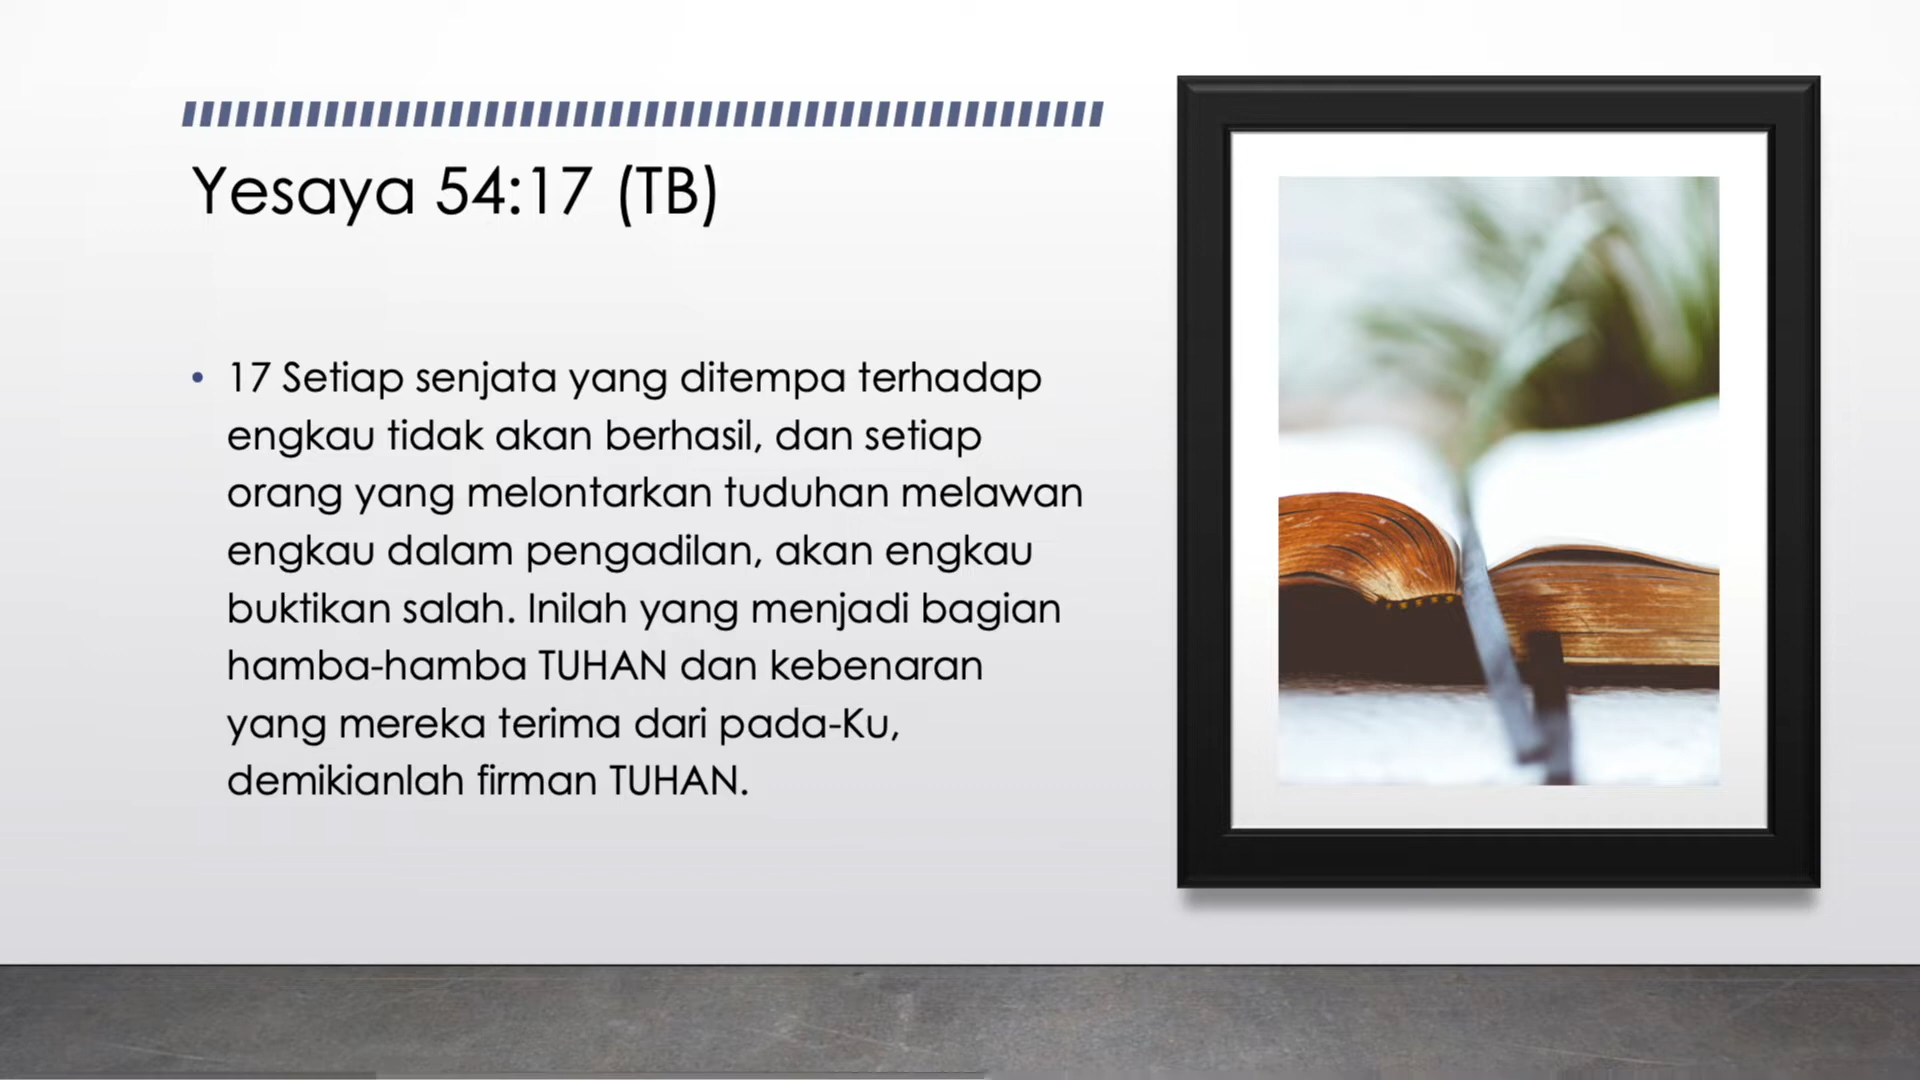 Yesaya 54:17 (TB)
• 17 Setiap senjata yang ditempa terhadap
engkau tidak akan berhasil, dan setiap
orang yang melontarkan tuduhan melawan
engkau dalam pengadilan, akan engkau
buktikan salah. Inilah yang menjadi bagian
hamba-hamba TUHAN dan kebenaran
yang mereka terima dari pada-Ku,
demikianlah firman TUHAN.